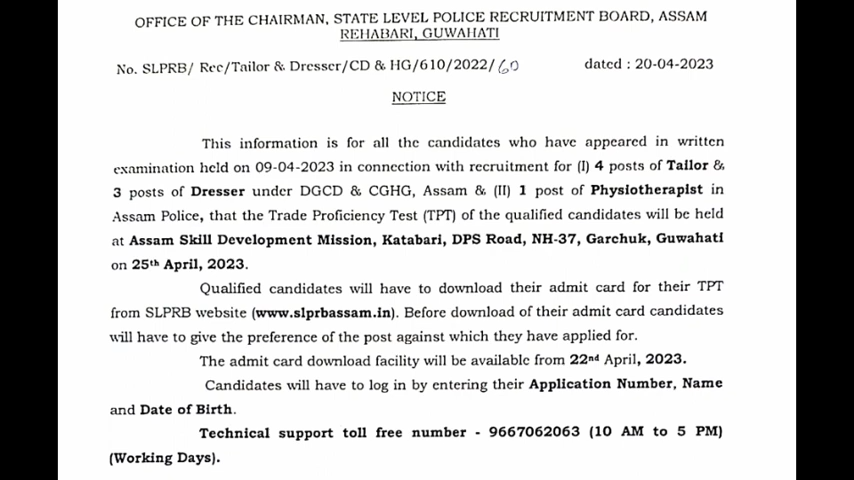 OFFICE OF THE CHAIRMAN, STATE LEVEL POLICE RECRUITMENT BOARD, ASSAM
REHABARI, GUWAHATI
No. SLPRB/ Rec/Tailor & Dresser/CD & HG/610/2022/60 dated : 20-04-2023
NOTICE
This information is for all the candidates who have appeared in written
examination held on 09-04-2023 in connection with recruitment for (I) 4 posts of Tailor &
3 posts of Dresser under DGCD & CGHG, Assam & (II) 1 post of Physiotherapist in
Assam Police, that the Trade Proficiency Test (TPT) of the qualified candidates will be held
at Assam Skill Development Mission, Katabari, DPS Road, NH-37, Garchuk, Guwahati
on 25th April, 2023.
Qualified candidates will have to download their admit card for their TPT
from SLPRB website (www.slprbassam.in). Before download of their admit card candidates
will have to give the preference of the post against which they have applied for.
The admit card download facility will be available from 22nd April, 2023.
Candidates will have to log in by entering their Application Number, Name
and Date of Birth.
Technical support toll free number - 9667062063 (10 AM to 5 PM)
(Working Days).